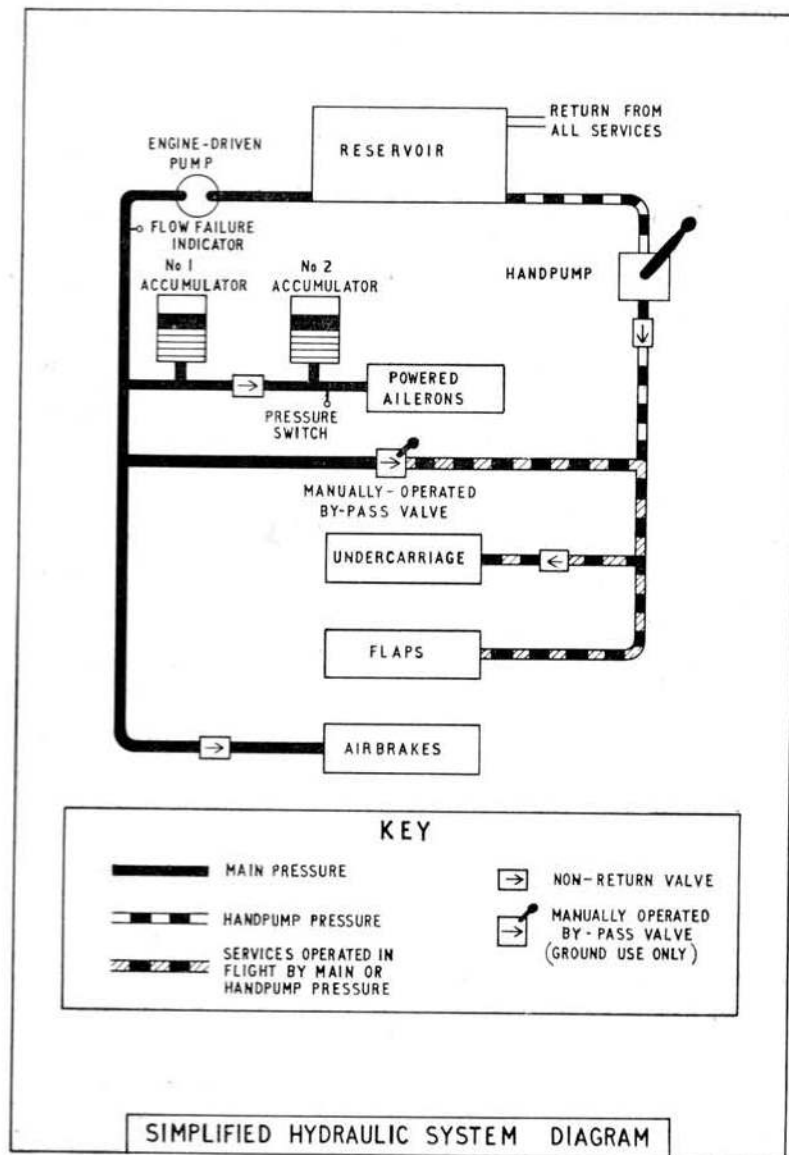 RETURN FROM
ALL SERVICES
RESERVOIR
ENGINE-DRIVEN
PUMP
FLOW FAILURE
INDICATOR
HANDPUMP
No 1
ACCUMULATOR
No 2
ACCUMULATOR
POWERED
AILERONS
PRESSURE
SWITCH
MANUALLY-OPERATED
BY-PASS VALVE
UNDERCARRIAGE
FLAPS
AIRBRAKES
KEY
MAIN PRESSURE
HANDPUMP PRESSURE
SERVICES OPERATED IN
FLIGHT BY MAIN OR
HANDPUMP PRESSURE
NON-RETURN VALVE
MANUALLY OPERATED
BY-PASS VALVE
(GROUND USE ONLY)
SIMPLIFIED HYDRAULIC SYSTEM DIAGRAM